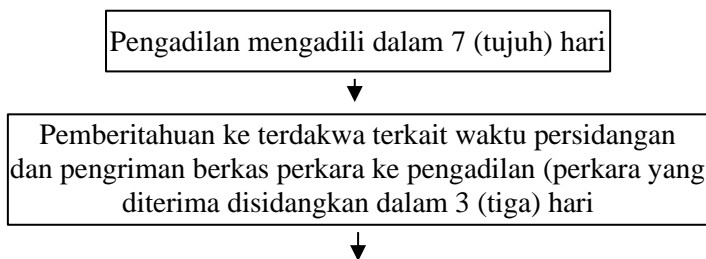 Pengadilan mengadili dalam 7 (tujuh) hari
Pemberitahuan ke terdakwa terkait waktu persidangan
dan pengriman berkas perkara ke pengadilan (perkara yang
diterima disidangkan dalam 3 (tiga) hari